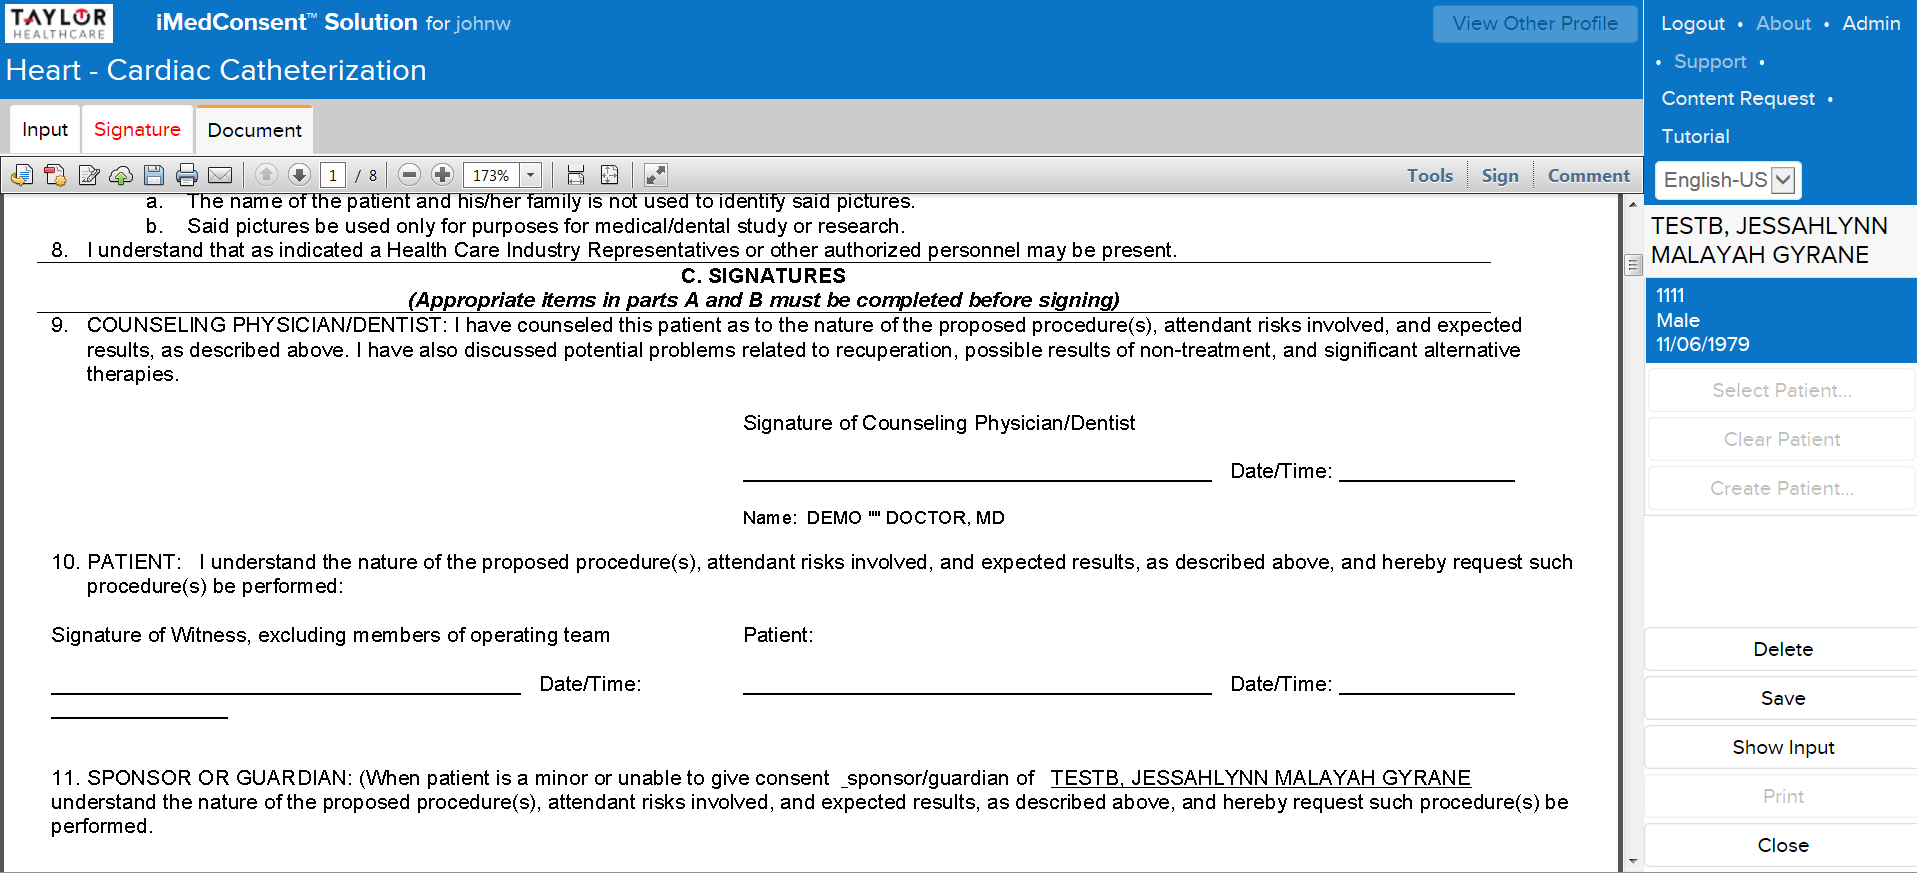 TAYLOR
HEALTHCARE
iMedConsent™ Solution for johnw
View Other Profile
Logout • About • Admin
• Support •
Content Request •
Tutorial
English-US
Heart - Cardiac Catheterization
Input
Signature
Document
1 / 8
173%
Tools
Sign
Comment
a. The name of the patient and his/her family is not used to identify said pictures.
b. Said pictures be used only for purposes for medical/dental study or research.
8. I understand that as indicated a Health Care Industry Representatives or other authorized personnel may be present.
C. SIGNATURES
(Appropriate items in parts A and B must be completed before signing)
9. COUNSELING PHYSICIAN/DENTIST: I have counseled this patient as to the nature of the proposed procedure(s), attendant risks involved, and expected
results, as described above. I have also discussed potential problems related to recuperation, possible results of non-treatment, and significant alternative
therapies.
Signature of Counseling Physician/Dentist
Date/Time:
Name: DEMO "" DOCTOR, MD
10. PATIENT: I understand the nature of the proposed procedure(s), attendant risks involved, and expected results, as described above, and hereby request such
procedure(s) be performed:
Signature of Witness, excluding members of operating team
Patient:
Date/Time:
Date/Time:
11. SPONSOR OR GUARDIAN: (When patient is a minor or unable to give consent _sponsor/guardian of TESTB, JESSAHLYNN MALAYAH GYRANE
understand the nature of the proposed procedure(s), attendant risks involved, and expected results, as described above, and hereby request such procedure(s) be
performed.
TESTB, JESSAHLYNN
MALAYAH GYRANE
1111
Male
11/06/1979
Select Patient...
Clear Patient
Create Patient...
Delete
Save
Show Input
Print
Close